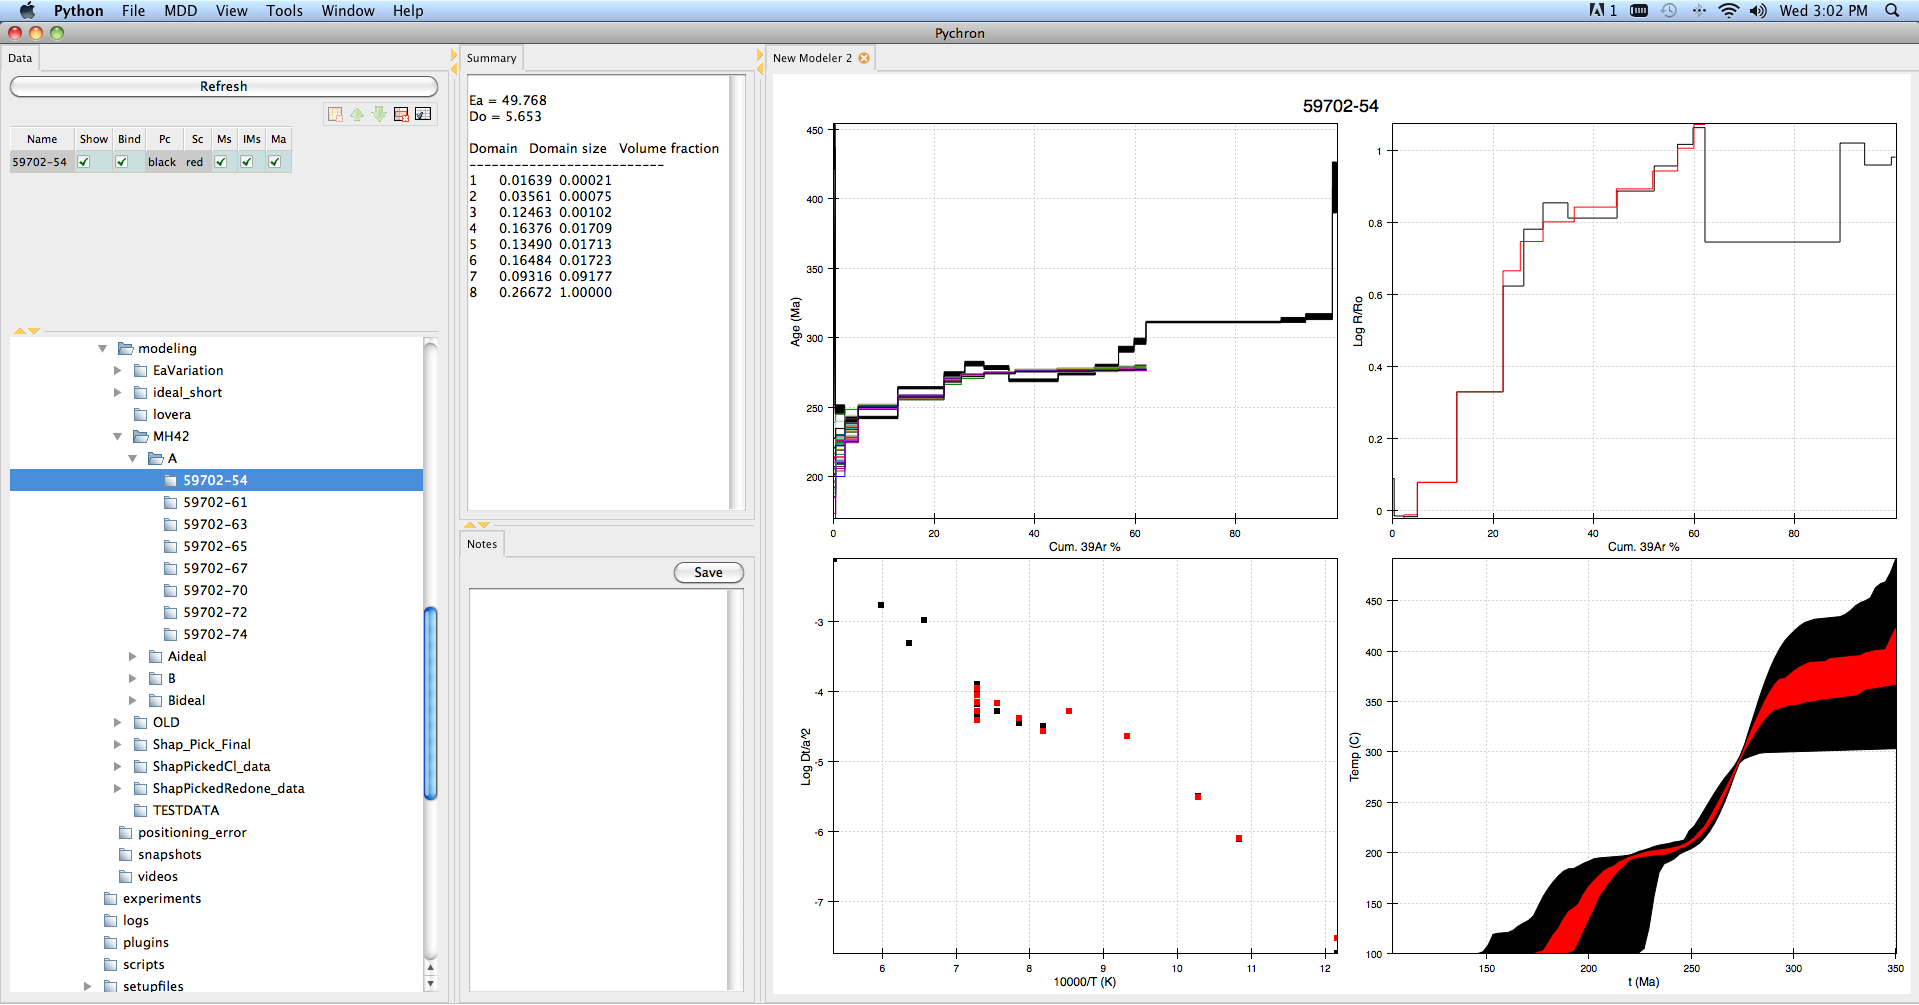 Python File MDD View Tools Window Help
1 Wed 3:02 PM
Pychron
Data
Refresh
Name Show Bind Pc Sc Ms IMs Ma
59702-54 black red
modeling
EaVariation
ideal_short
lovera
MH42
A
59702-54
59702-61
59702-63
59702-65
59702-67
59702-70
59702-72
59702-74
Aideal
B
Bideal
OLD
Shap_Pick_Final
ShapPickedCl_data
ShapPickedRedone_data
TESTDATA
positioning_error
snapshots
videos
experiments
logs
plugins
scripts
setupfiles
Summary
Ea = 49.768
Do = 5.653
Domain Domain size Volume fraction
---------------------------
1 0.01639 0.00021
2 0.03561 0.00075
3 0.12463 0.00102
4 0.16376 0.01709
5 0.13490 0.01713
6 0.16484 0.01723
7 0.09316 0.09177
8 0.26672 1.00000
Notes
Save
New Modeler 2
59702-54
450
400
350
300
250
200
Age (Ma)
0 20 40 60 80
Cum. 39Ar %
1
0.8
0.6
0.4
0.2
0
Log R/Ro
0 20 40 60 80
Cum. 39Ar %
-3
-4
-5
-6
-7
Log Dt/a^2
6 7 8 9 10 11 12
10000/T (K)
450
400
350
300
250
200
150
100
Temp (C)
150 200 250 300 350
t (Ma)